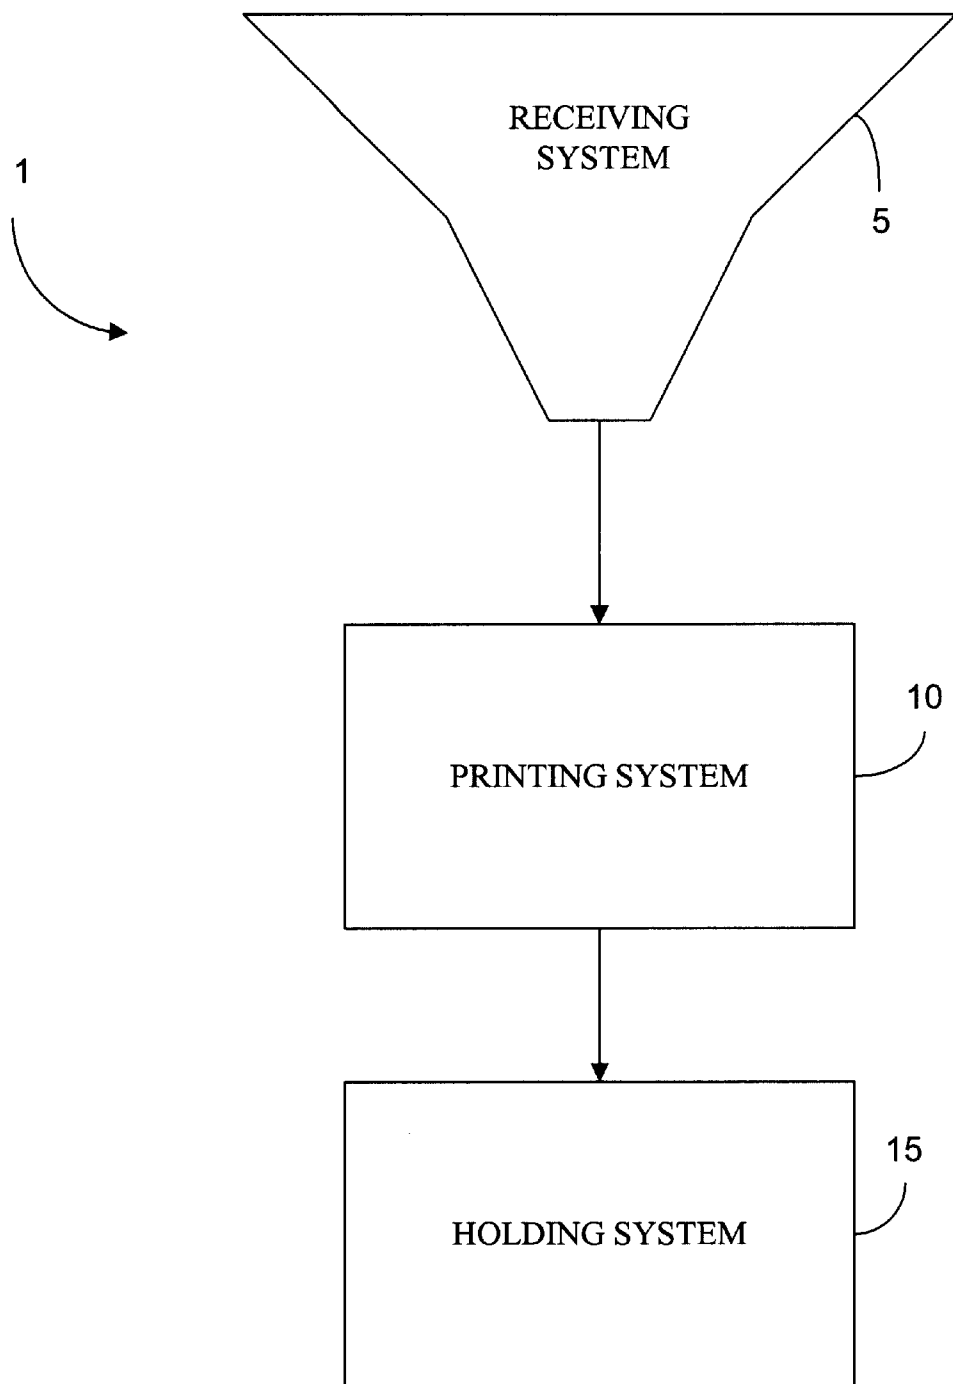 RECEIVING
SYSTEM
1
5
10
PRINTING SYSTEM
15
HOLDING SYSTEM